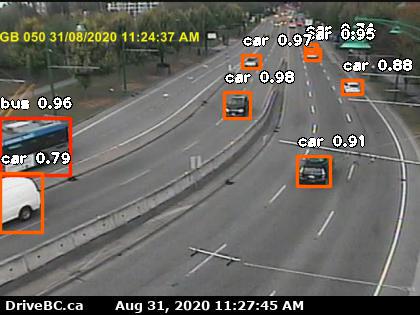 GB 050 31/08/2020 11:24:37 AM
car 0.95
car 0.97
car 0.88
car 0.98
bus 0.96
car 0.91
car 0.79
DriveBC.ca Aug 31, 2020 11:27:45 AM